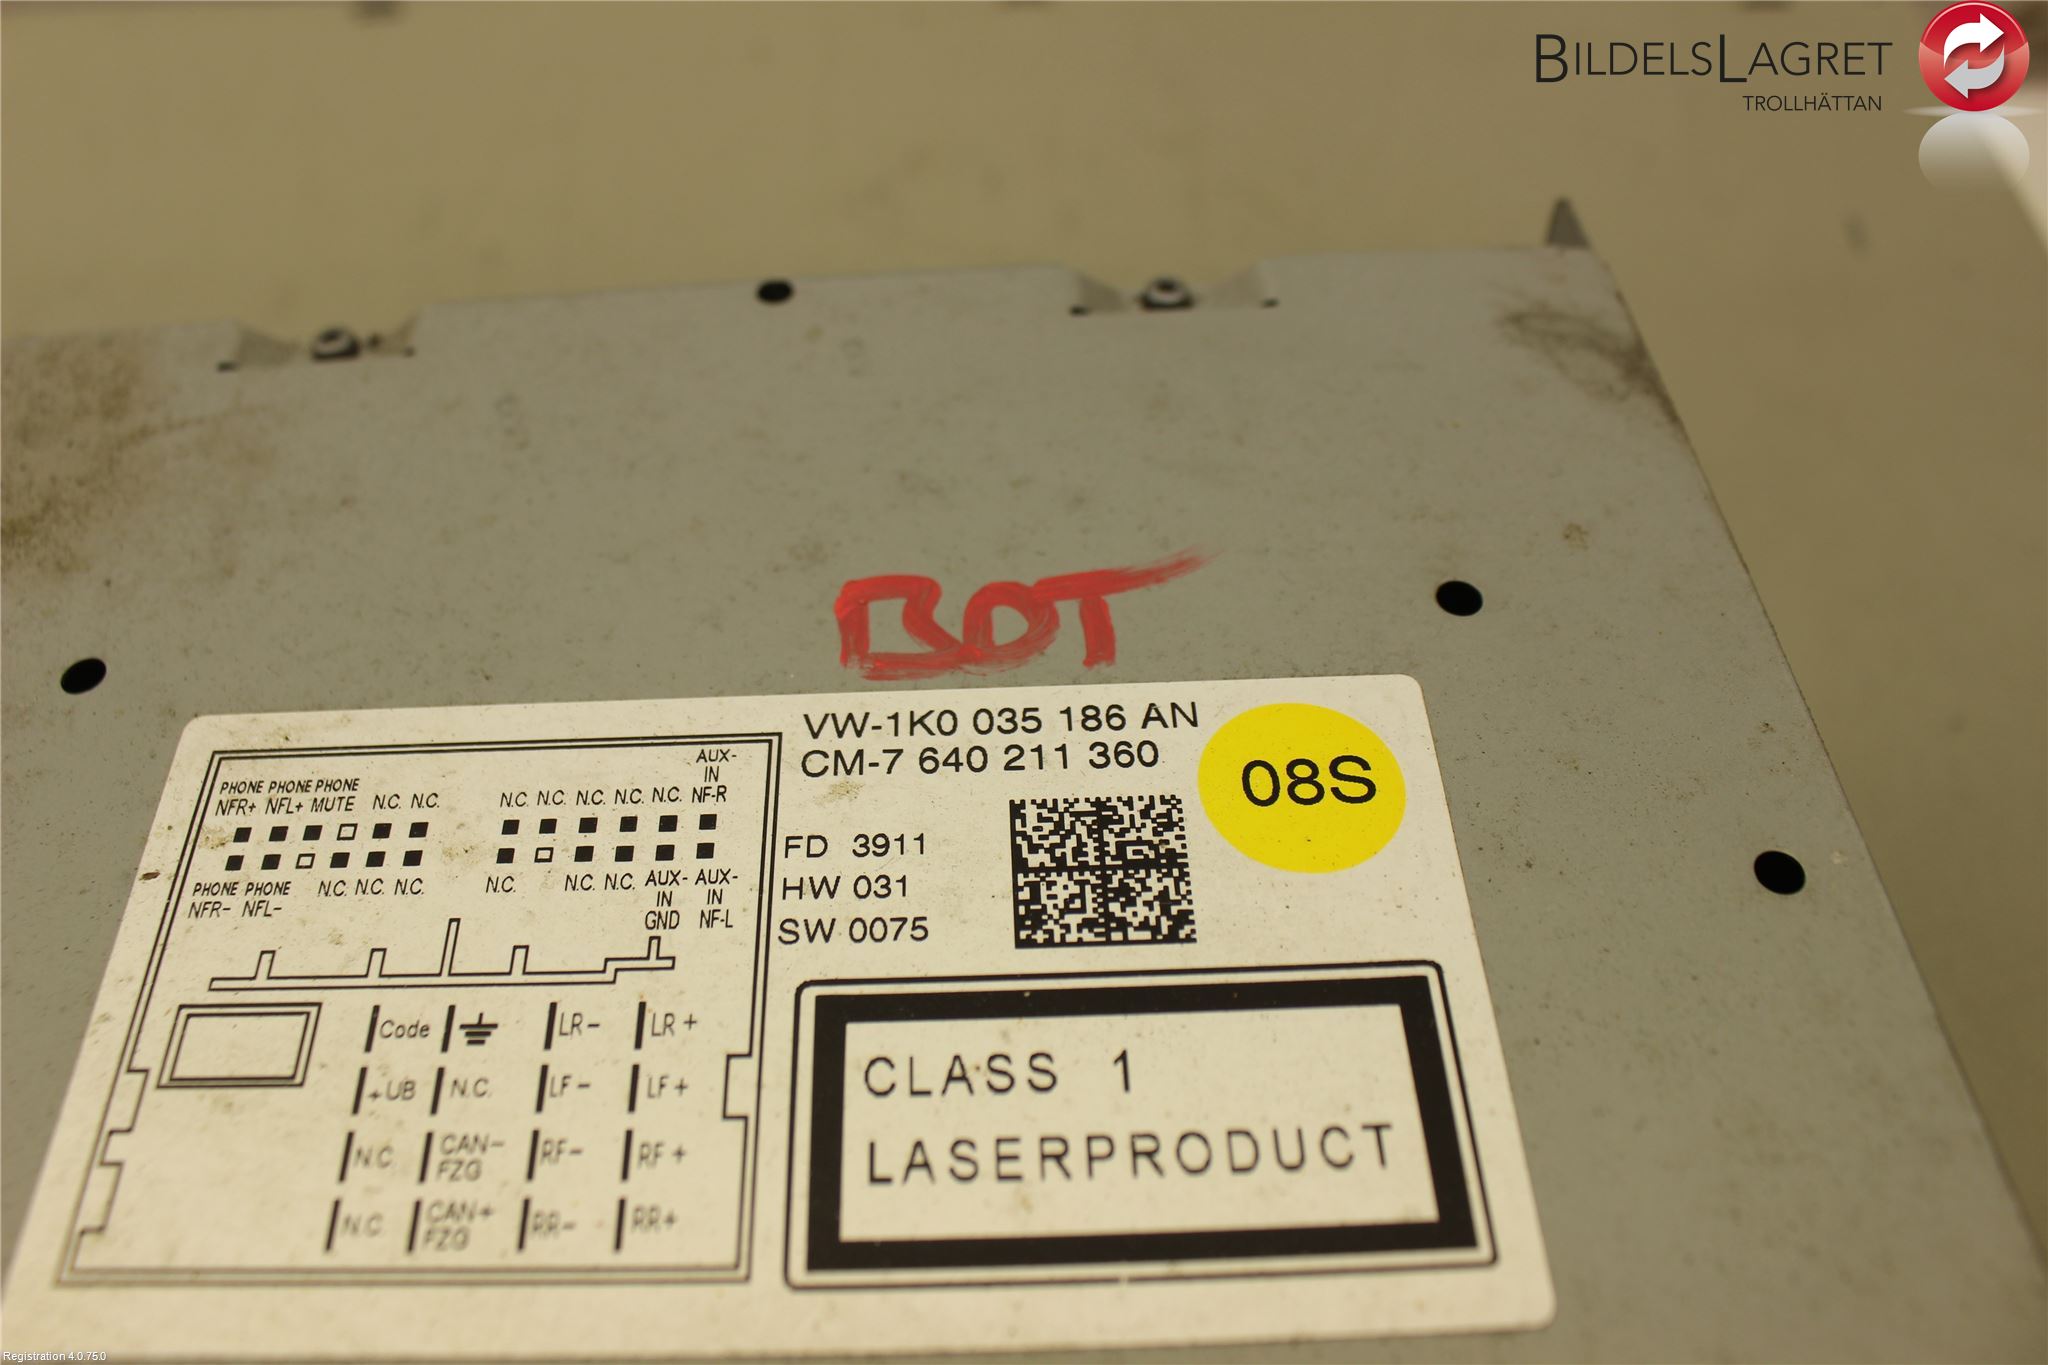 BILDELSLAGRET
TROLLHÄTTAN
BOT
VW-1K0 035 186 AN
CM-7 640 211 360
08S
FD 3911
HW 031
SW 0075
AUX-
IN
PHONE PHONE PHONE
NFR+ NFL+ MUTE N.C. N.C. N.C. N.C. N.C. N.C. N.C. NF-R
PHONE PHONE N.C. N.C. N.C. N.C. N.C. N.C. AUX- AUX-
NFR- NFL- IN IN
GND NF-L
Code LR- LR+
+UB N.C. LF- LF+
N.C. CAN- RF- RF+
FZG
N.C. CAN+ RR- RR+
FZG
CLASS 1
LASERPRODUCT
Registration 4.0.75.0